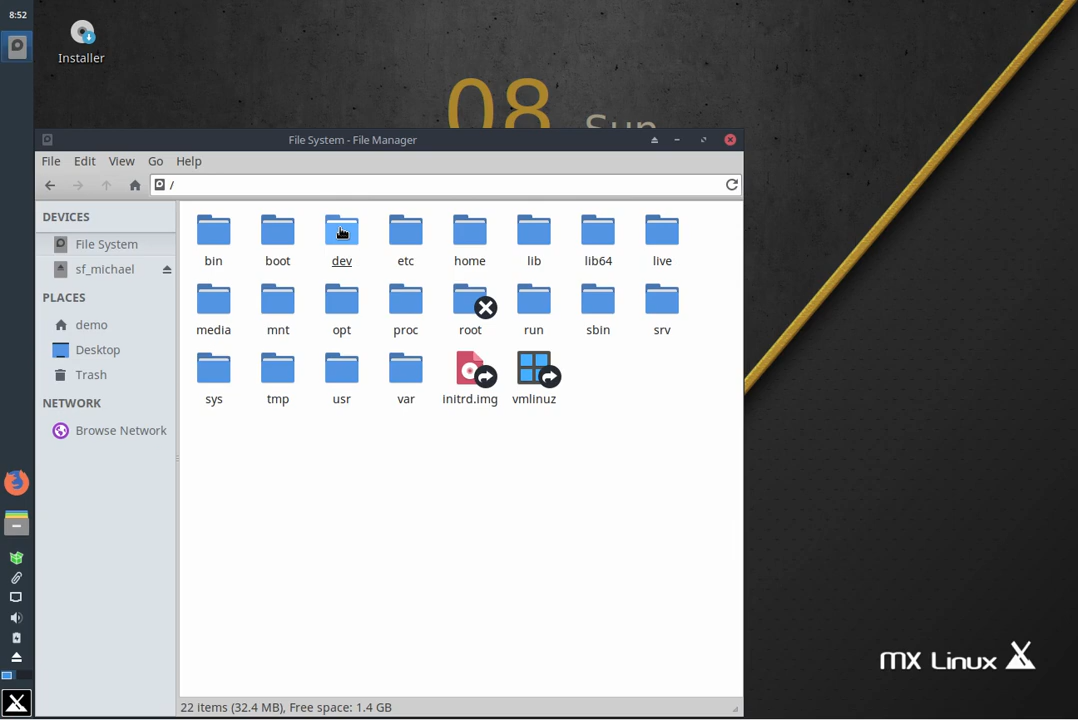 8:52
Installer
08
Sun
File System - File Manager
File Edit View Go Help
/
DEVICES
File System
sf_michael
PLACES
demo
Desktop
Trash
NETWORK
Browse Network
bin boot dev etc home lib lib64 live
media mnt opt proc root run sbin srv
sys tmp usr var initrd.img vmlinuz
22 items (32.4 MB), Free space: 1.4 GB
MX Linux